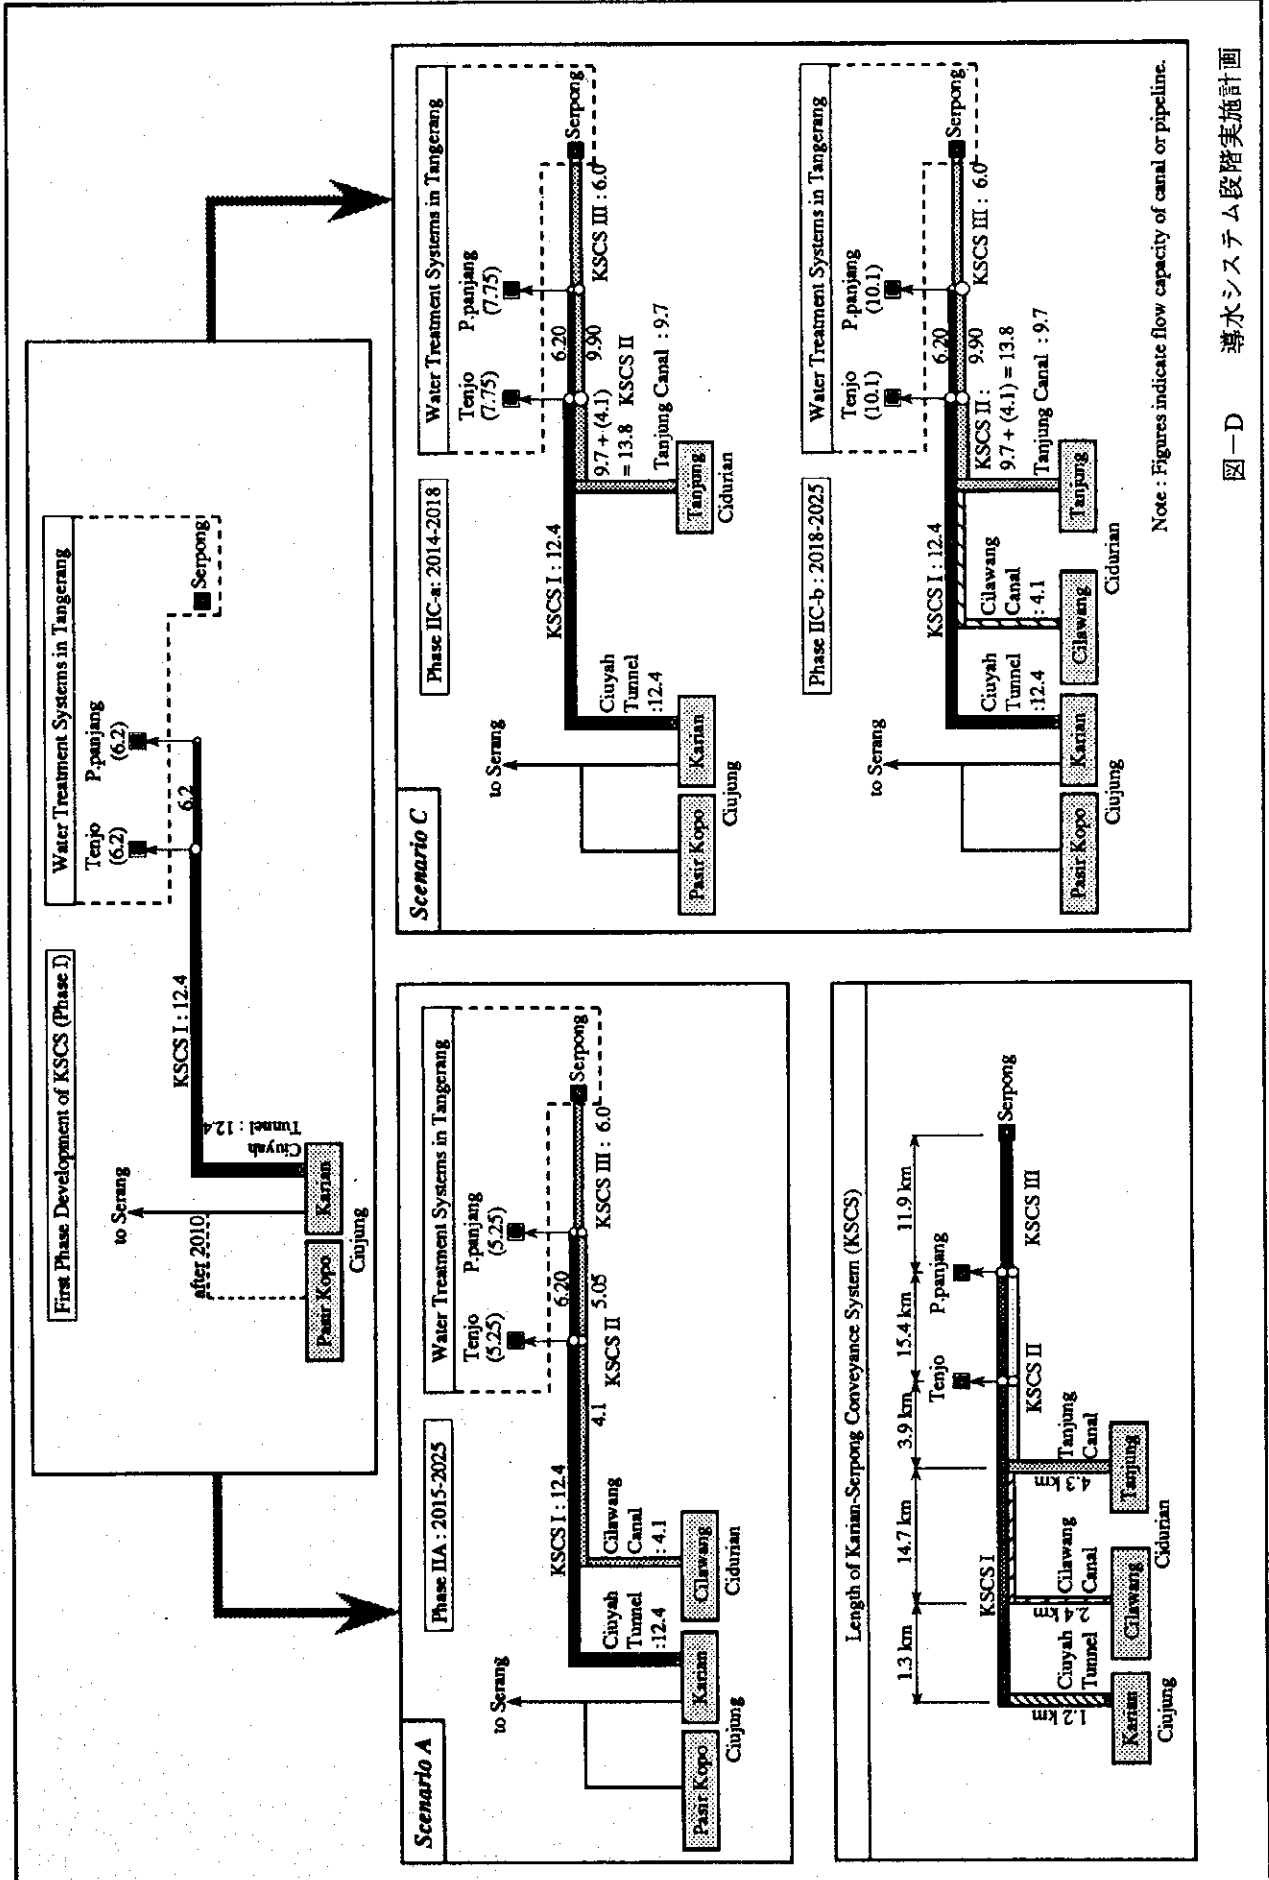 First Phase Development of KSCS (Phase I)
Water Treatment Systems in Tangerang
Tenjo
(6.2)
P.panjang
(6.2)
Serpong
6.2
KSCS I : 12.4
Ciuyah
Tunnel : 12.4
to Serang
after 2010
Pasir Kopo
Karian
Ciujung
Scenario A
Phase IIA : 2015-2025
Water Treatment Systems in Tangerang
Tenjo
(5.25)
P.panjang
(5.25)
Serpong
6.20
KSCS III : 6.0
4.1
KSCS II
5.05
KSCS I : 12.4
to Serang
Ciuyah
Tunnel
:12.4
Cilawang
Canal
: 4.1
Pasir Kopo
Karian
Cilawang
Ciujung
Cidurian
Scenario C
Phase IIC-a: 2014-2018
Water Treatment Systems in Tangerang
Tenjo
(7.75)
P.panjang
(7.75)
Serpong
6.20
9.90
KSCS III : 6.0
KSCS I : 12.4
9.7 + (4.1)
= 13.8 KSCS II
Tanjung Canal : 9.7
to Serang
Ciuyah
Tunnel
:12.4
Pasir Kopo
Karian
Tanjung
Ciujung
Cidurian
Phase IIC-b : 2018-2025
Water Treatment Systems in Tangerang
Tenjo
(10.1)
P.panjang
(10.1)
Serpong
6.20
9.90
KSCS III : 6.0
KSCS I : 12.4
KSCS II :
9.7 + (4.1) = 13.8
Tanjung Canal : 9.7
to Serang
Ciuyah
Tunnel
:12.4
Cilawang
Canal
: 4.1
Pasir Kopo
Karian
Cilawang
Tanjung
Ciujung
Cidurian
Note : Figures indicate flow capacity of canal or pipeline.
Length of Karian-Serpong Conveyance System (KSCS)
1.3 km
14.7 km
3.9 km
15.4 km
11.9 km
Tenjo
P.panjang
Serpong
KSCS I
KSCS II
KSCS III
1.2 km
Ciuyah
Tunnel
2.4 km
Cilawang
Canal
4.3 km
Tanjung
Canal
Karian
Cilawang
Tanjung
Ciujung
Cidurian
図－D 導水システム段階実施計画